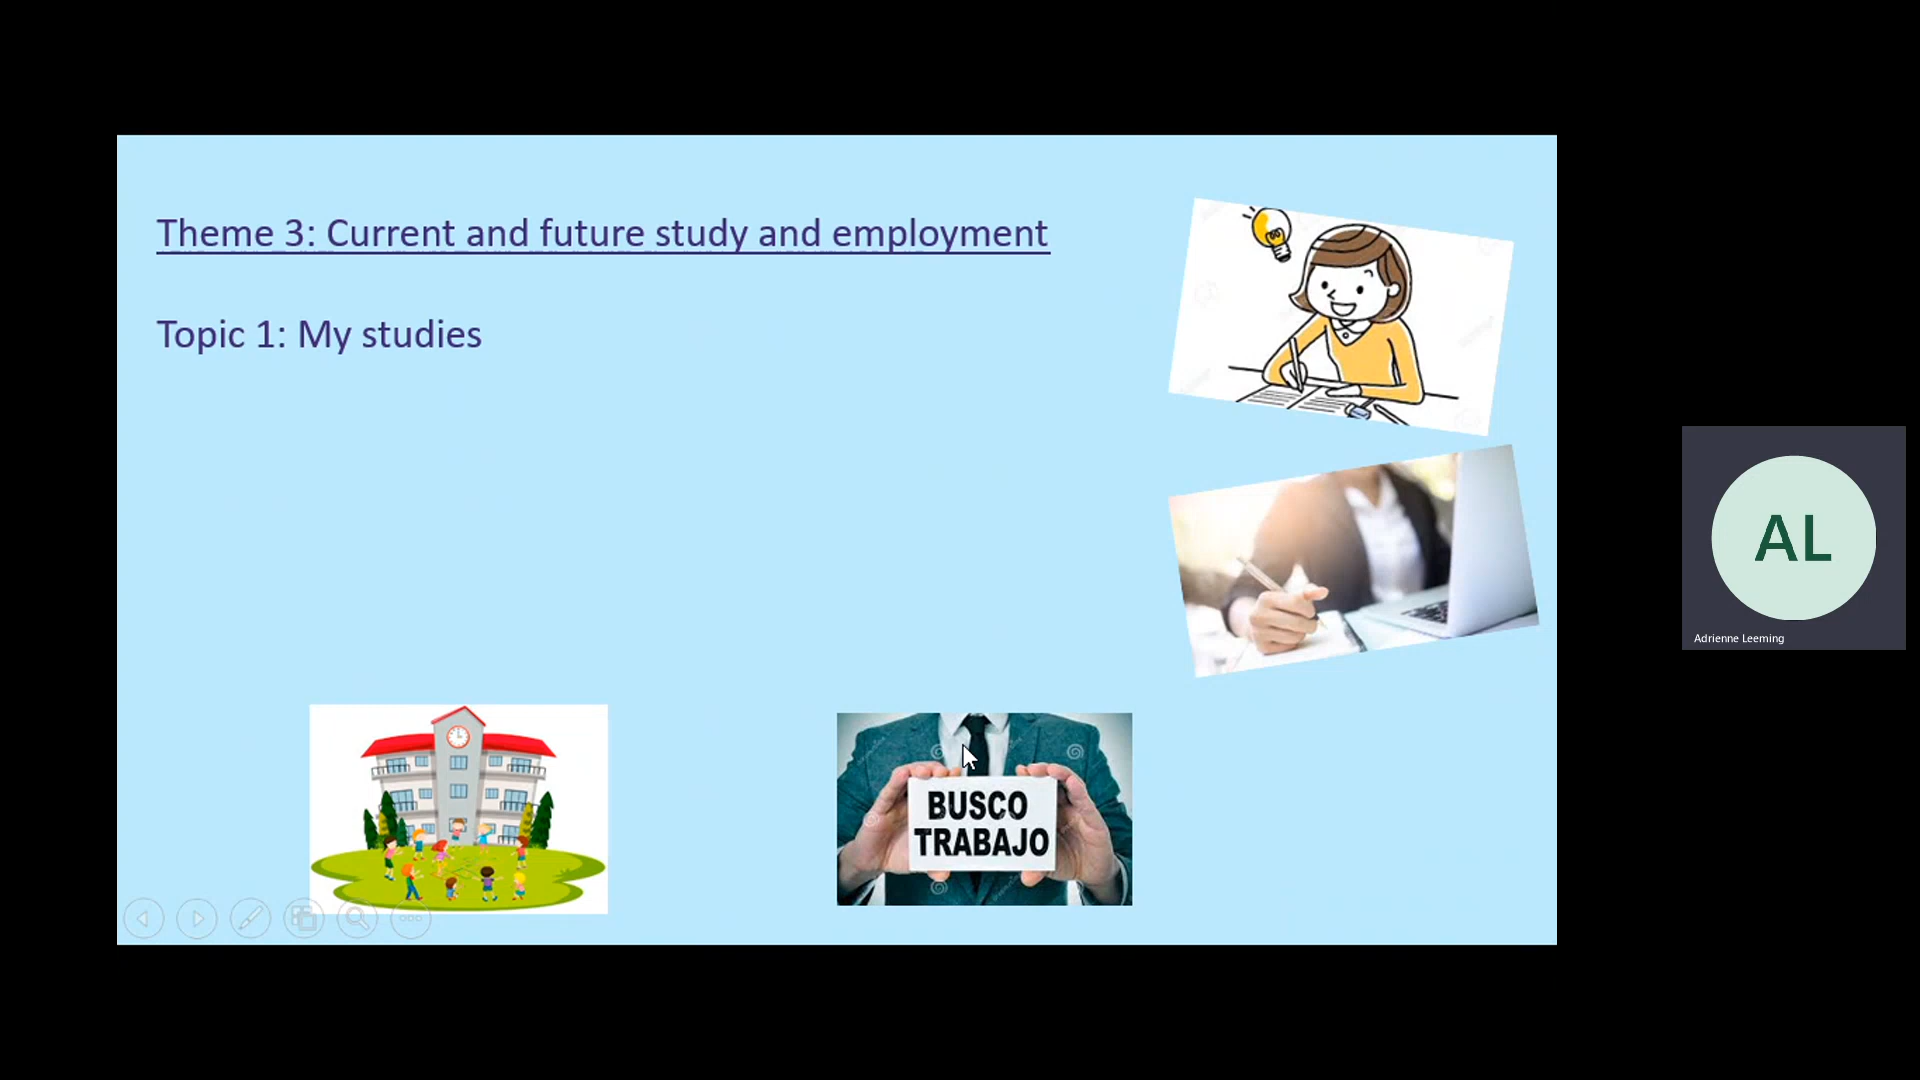 Theme 3: Current and future study and employment
Topic 1: My studies
BUSCO
TRABAJO
AL
Adrienne Leeming